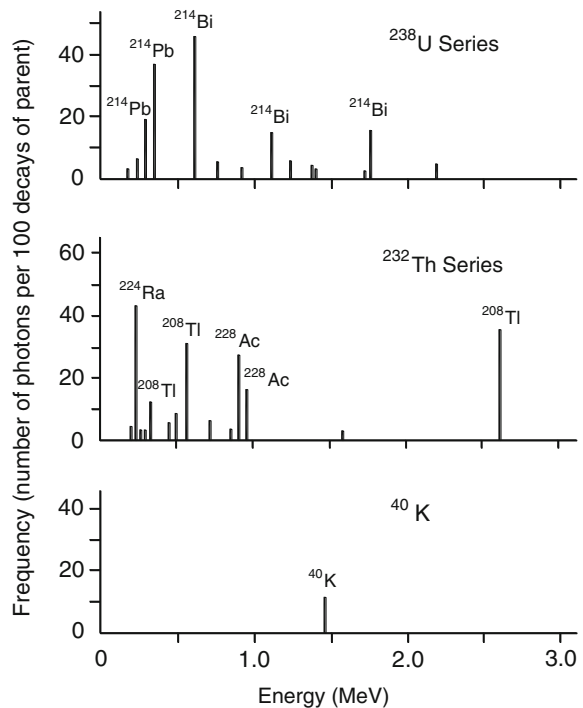 Frequency (number of photons per 100 decays of parent)
²³⁸U Series
40
20
0
²¹⁴Pb
²¹⁴Pb
²¹⁴Bi
²¹⁴Bi
²¹⁴Bi
²³²Th Series
60
40
20
0
²²⁴Ra
²⁰⁸Tl
²⁰⁸Tl
²²⁸Ac
²²⁸Ac
²⁰⁸Tl
⁴⁰ K
40
20
0
⁴⁰K
0 1.0 2.0 3.0
Energy (MeV)